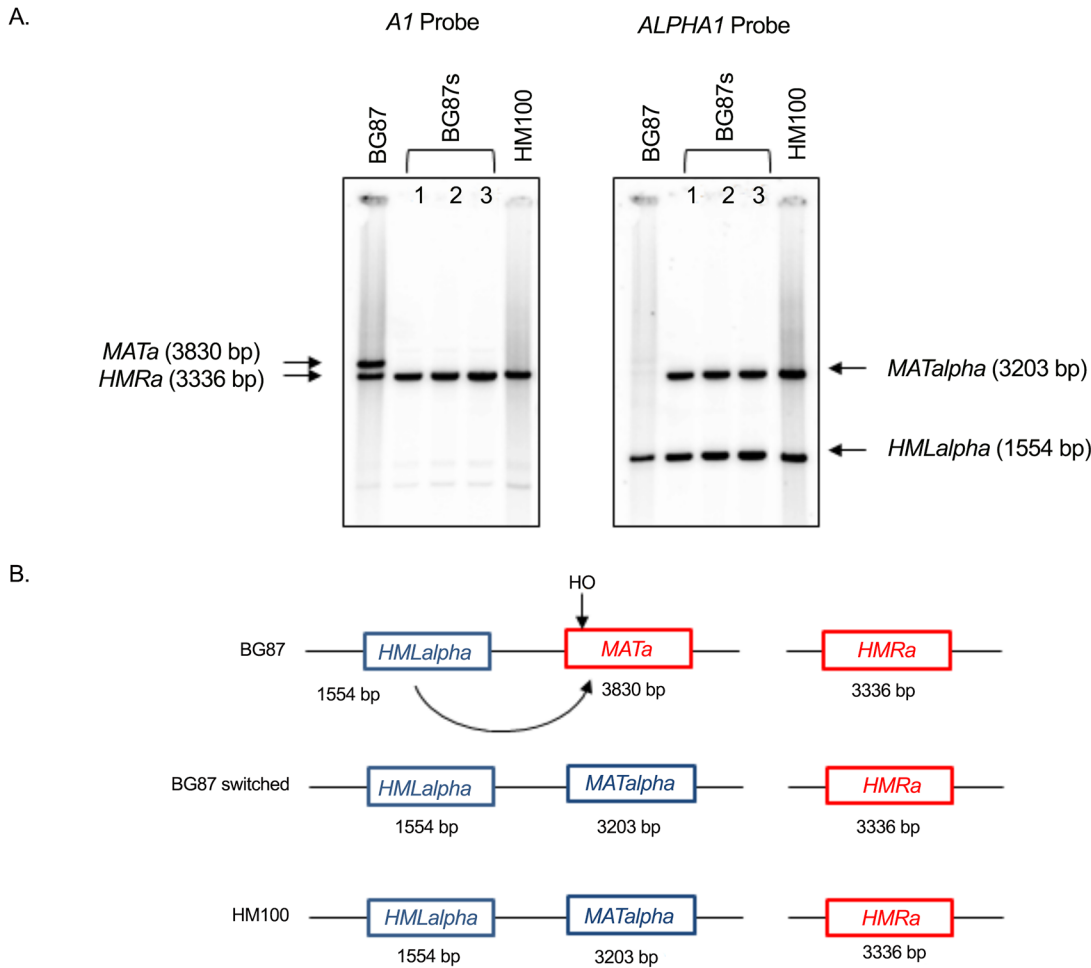 A.
A1 Probe
ALPHA1 Probe
BG87
BG87s
HM100
BG87
BG87s
HM100
1 2 3
1 2 3
MATa (3830 bp)
HMRa (3336 bp)
MATalpha (3203 bp)
HMLalpha (1554 bp)
B.
HO
BG87
HMLalpha
MATa
HMRa
1554 bp
3830 bp
3336 bp
BG87 switched
HMLalpha
MATalpha
HMRa
1554 bp
3203 bp
3336 bp
HM100
HMLalpha
MATalpha
HMRa
1554 bp
3203 bp
3336 bp